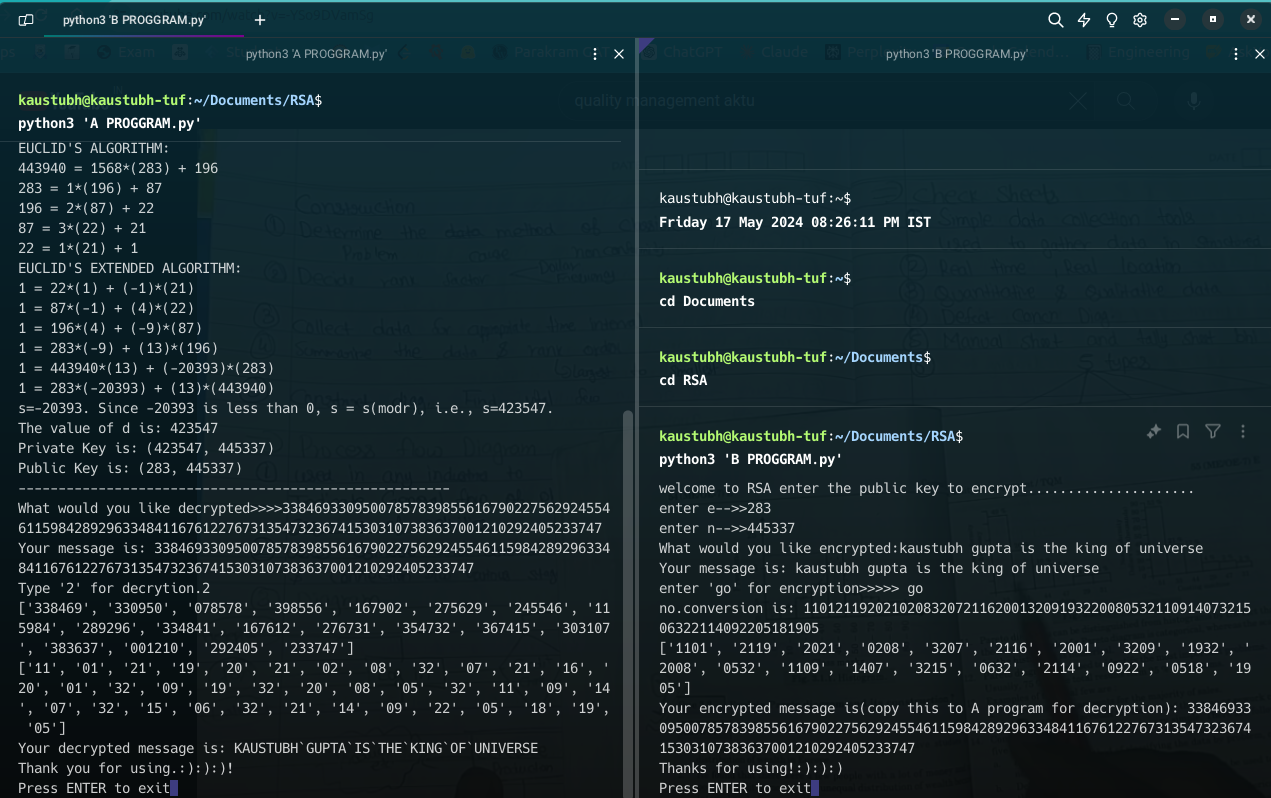 python3 'B PROGGRAM.py'
python3 'A PROGGRAM.py'
kaustubh@kaustubh-tuf:~/Documents/RSA$
python3 'A PROGGRAM.py'
EUCLID'S ALGORITHM:
443940 = 1568*(283) + 196
283 = 1*(196) + 87
196 = 2*(87) + 22
87 = 3*(22) + 21
22 = 1*(21) + 1
EUCLID'S EXTENDED ALGORITHM:
1 = 22*(1) + (-1)*(21)
1 = 87*(-1) + (4)*(22)
1 = 196*(4) + (-9)*(87)
1 = 283*(-9) + (13)*(196)
1 = 443940*(13) + (-20393)*(283)
1 = 283*(-20393) + (13)*(443940)
s=-20393. Since -20393 is less than 0, s = s(modr), i.e., s=423547.
The value of d is: 423547
Private Key is: (423547, 445337)
Public Key is: (283, 445337)
------------------------------------------------------
What would you like decrypted>>>>338469330950078578398556167902275629245546115984289296334841167612276731354732367415303107383637001210292405233747
Your message is: 338469330950078578398556167902275629245546115984289296334841167612276731354732367415303107383637001210292405233747
Type '2' for decrytion.2
['338469', '330950', '078578', '398556', '167902', '275629', '245546', '11
5984', '289296', '334841', '167612', '276731', '354732', '367415', '303107
', '383637', '001210', '292405', '233747']
['11', '01', '21', '19', '20', '21', '02', '08', '32', '07', '21', '16', '
20', '01', '32', '09', '19', '32', '20', '08', '05', '32', '11', '09', '14
', '07', '32', '15', '06', '32', '21', '14', '09', '22', '05', '18', '19',
'05']
Your decrypted message is: KAUSTUBH`GUPTA`IS`THE`KING`OF`UNIVERSE
Thank you for using.:):):)!
Press ENTER to exit
python3 'B PROGGRAM.py'
quality management aktu
kaustubh@kaustubh-tuf:~$
Friday 17 May 2024 08:26:11 PM IST
kaustubh@kaustubh-tuf:~$
cd Documents
kaustubh@kaustubh-tuf:~/Documents$
cd RSA
kaustubh@kaustubh-tuf:~/Documents/RSA$
python3 'B PROGGRAM.py'
welcome to RSA enter the public key to encrypt.....................
enter e-->>283
enter n-->>445337
What would you like encrypted:kaustubh gupta is the king of universe
Your message is: kaustubh gupta is the king of universe
enter 'go' for encryption>>>>> go
no.conversion is: 11012119202102083207211620013209193220080532110914073215
0632211409220518​1905
['1101', '2119', '2021', '0208', '3207', '2116', '2001', '3209', '1932', '
2008', '0532', '1109', '1407', '3215', '0632', '2114', '0922', '0518', '19
05']
Your encrypted message is(copy this to A program for decryption): 33846933
09500785783985561679022756292455461159842892963348411676122767313547323674
15303107383637001210292405233747
Thanks for using!:):):)
Press ENTER to exit